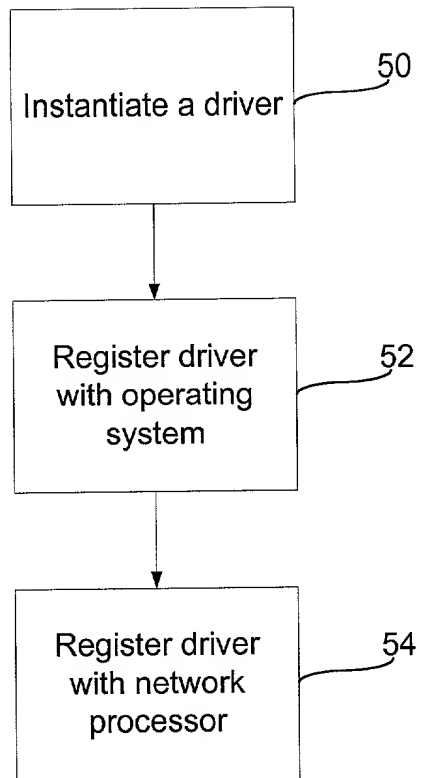 Instantiate a driver
50
Register driver
with operating
system
52
Register driver
with network
processor
54